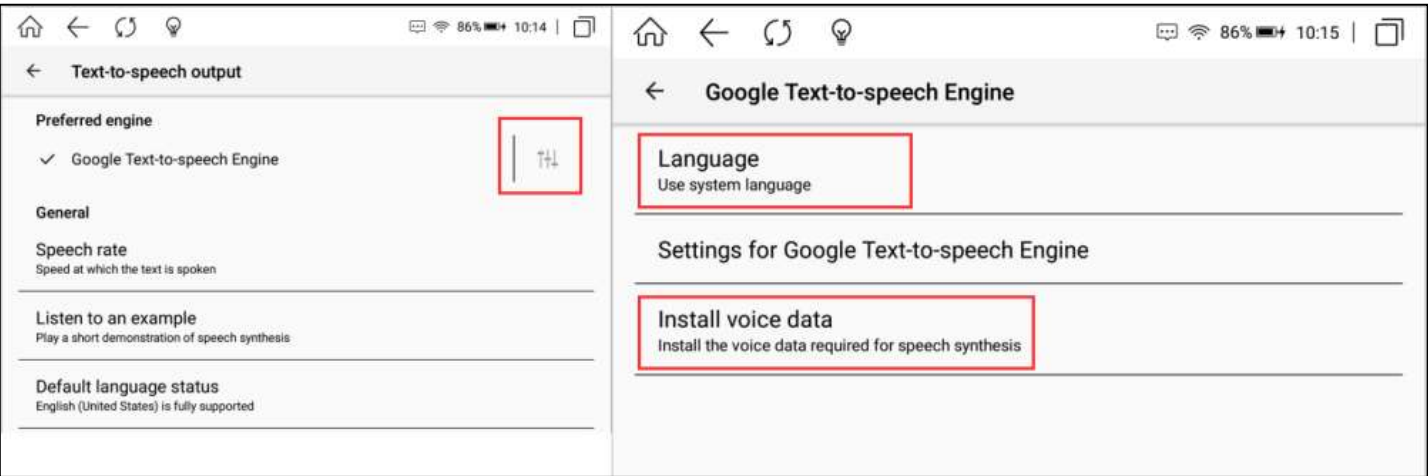 86% 10:14
Text-to-speech output
Preferred engine
Google Text-to-speech Engine
General
Speech rate
Speed at which the text is spoken
Listen to an example
Play a short demonstration of speech synthesis
Default language status
English (United States) is fully supported
86% 10:15
Google Text-to-speech Engine
Language
Use system language
Settings for Google Text-to-speech Engine
Install voice data
Install the voice data required for speech synthesis